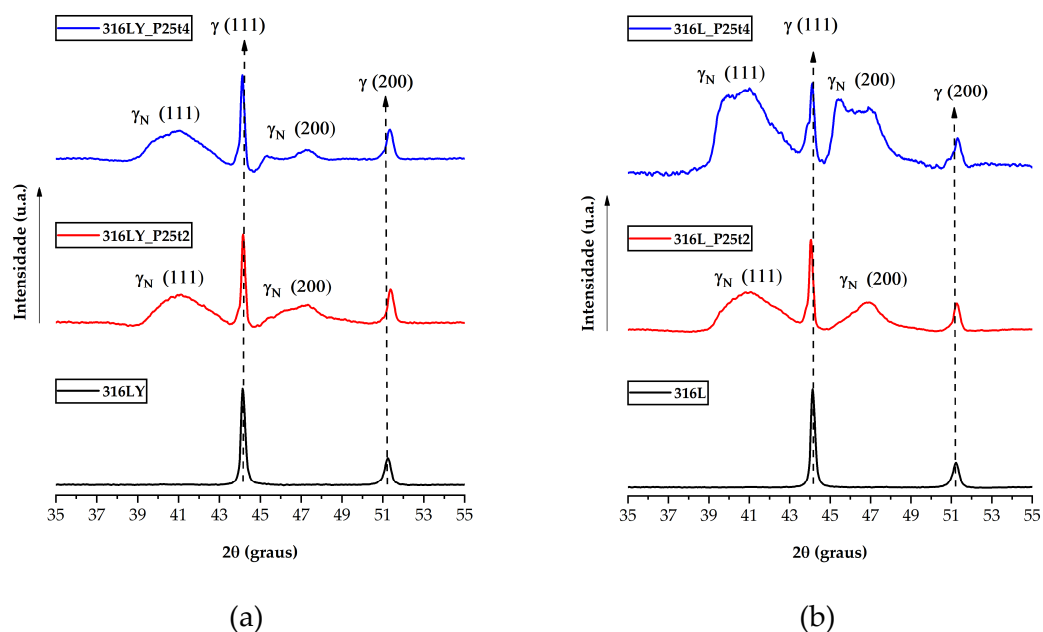 316LY_P25t4
γ (111)
γN (111)
γN (200)
γ (200)
316LY_P25t2
γN (111)
γN (200)
316LY
Intensidade (u.a.)
35 37 39 41 43 45 47 49 51 53 55
2θ (graus)
(a)
316L_P25t4
γ (111)
γN (111)
γN (200)
γ (200)
316L_P25t2
γN (111)
γN (200)
316L
Intensidade (u.a.)
35 37 39 41 43 45 47 49 51 53 55
2θ (graus)
(b)